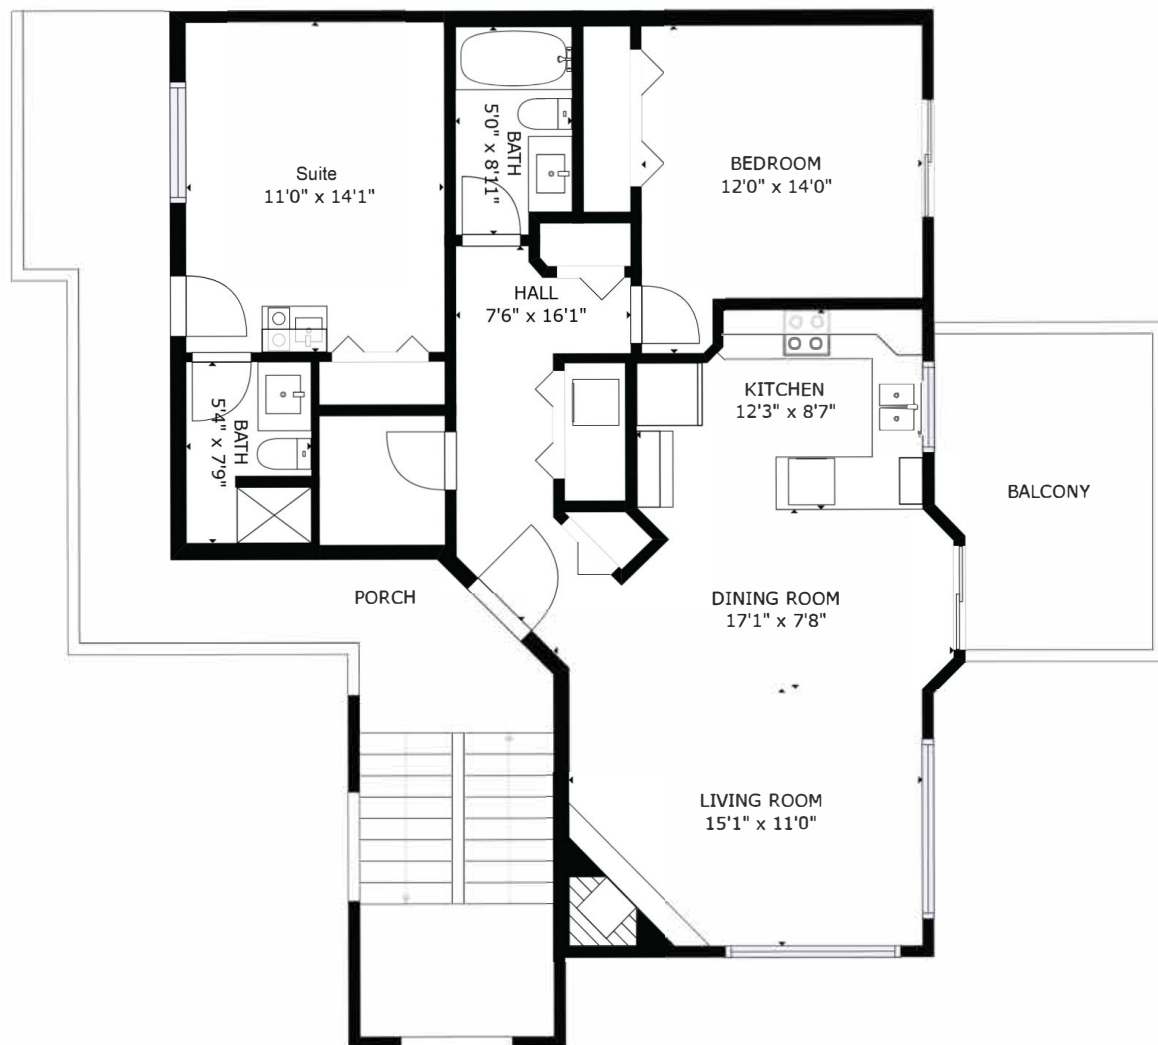 Suite
11'0" x 14'1"
BATH
5'0" x 8'11"
BEDROOM
12'0" x 14'0"
HALL
7'6" x 16'1"
KITCHEN
12'3" x 8'7"
BATH
5'4" x 7'9"
BALCONY
PORCH
DINING ROOM
17'1" x 7'8"
LIVING ROOM
15'1" x 11'0"